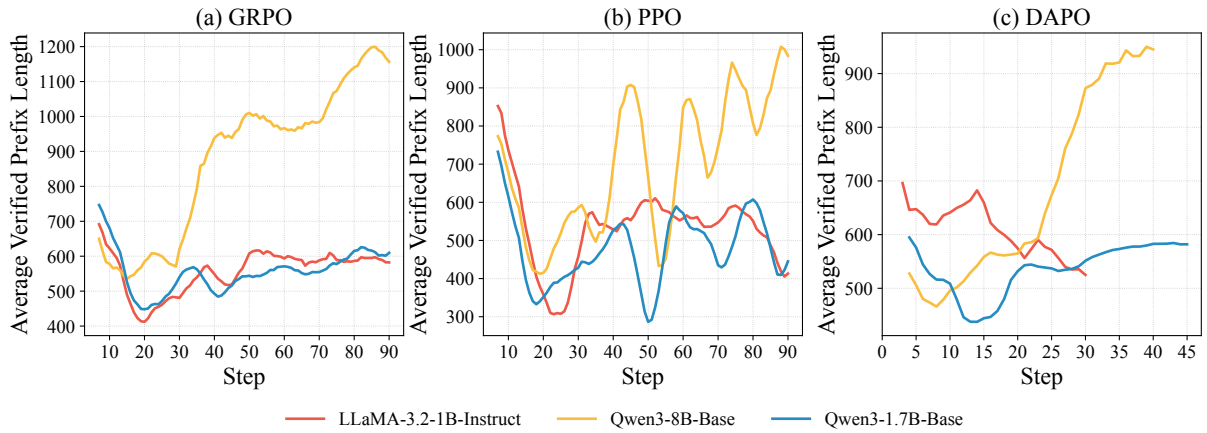 (a) GRPO
Average Verified Prefix Length
1200
1100
1000
900
800
700
600
500
400
10 20 30 40 50 60 70 80 90
Step
(b) PPO
Average Verified Prefix Length
1000
900
800
700
600
500
400
300
10 20 30 40 50 60 70 80 90
Step
(c) DAPO
Average Verified Prefix Length
900
800
700
600
500
0 5 10 15 20 25 30 35 40 45
Step
LLaMA-3.2-1B-Instruct Qwen3-8B-Base Qwen3-1.7B-Base